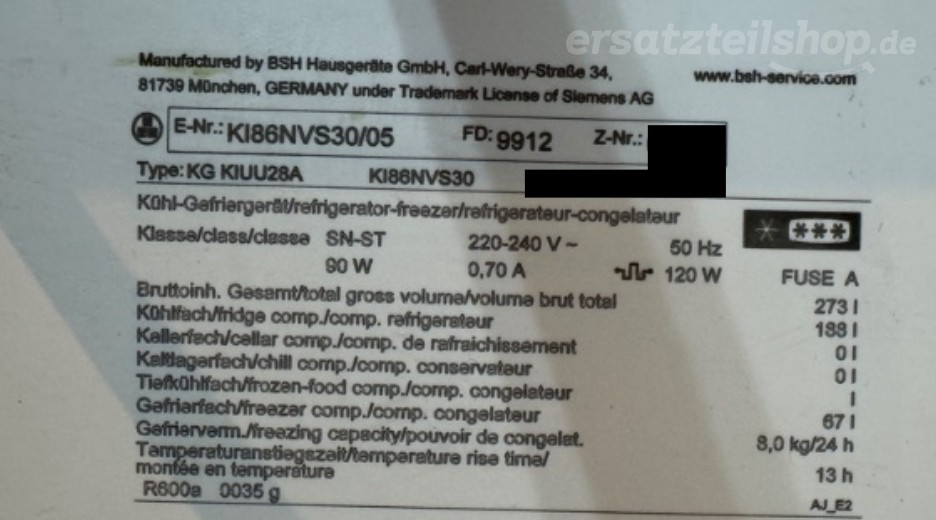 ersatzteilshop.de
Manufactured by BSH Hausgeräte GmbH, Carl-Wery-Straße 34,
www.bsh-service.com
81739 München, GERMANY under Trademark License of Siemens AG
E-Nr.: KI86NVS30/05 FD: 9912 Z-Nr.:
Type: KG KIUU28A KI86NVS30
Kühl-Gefriergerät/refrigerator-freezer/refrigerateur-congelateur
Klasse/class/classe SN-ST 220-240 V ~ 50 Hz
90 W 0,70 A 120 W FUSE A
Bruttoinh. Gesamt/total gross volume/volume brut total 273 l
Kühlfach/fridge comp./comp. refrigerateur 188 l
Kellerfach/cellar comp./comp. de rafraichissement 0 l
Kaltlagerfach/chill comp./comp. conservateur 0 l
Tiefkühlfach/frozen-food comp./comp. congelateur l
Gefrierfach/freezer comp./comp. congelateur 67 l
Gefrierverm./freezing capacity/pouvoir de congelat. 8,0 kg/24 h
Temperaturanstiegszeit/temperature rise time/
montée en temperature 13 h
R600a 0035 g AJ_E2